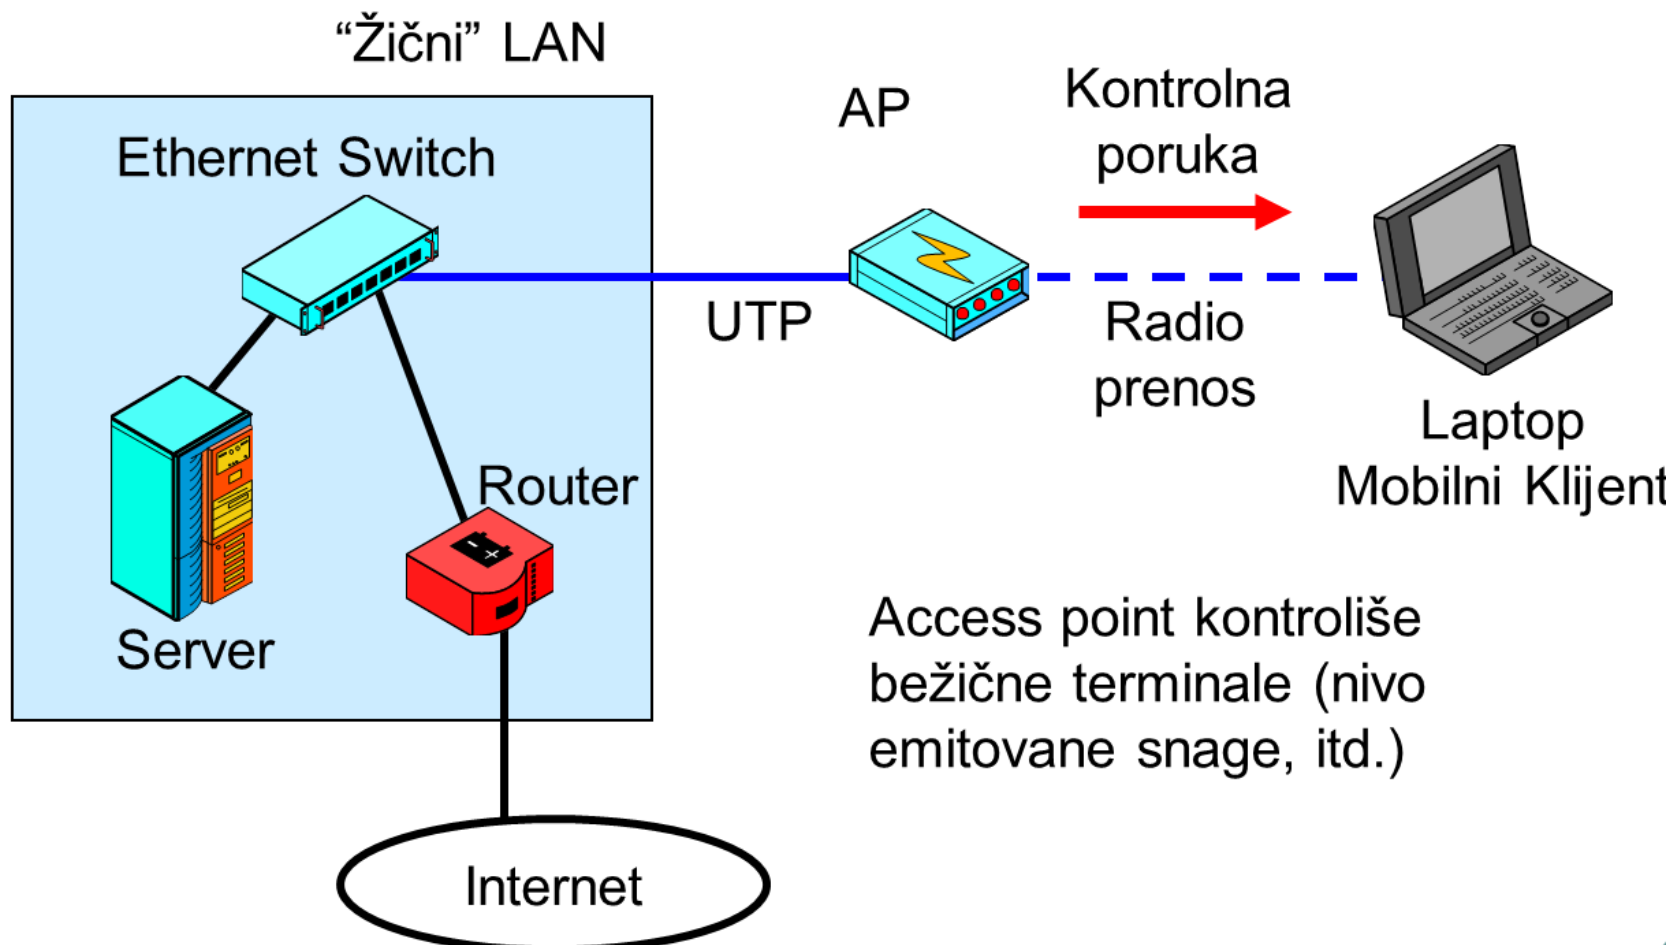 “Žični” LAN
Ethernet Switch
AP
Kontrolna
poruka
UTP
Radio
prenos
Laptop
Mobilni Klijent
Router
Server
Access point kontroliše
bežične terminale (nivo
emitovane snage, itd.)
Internet